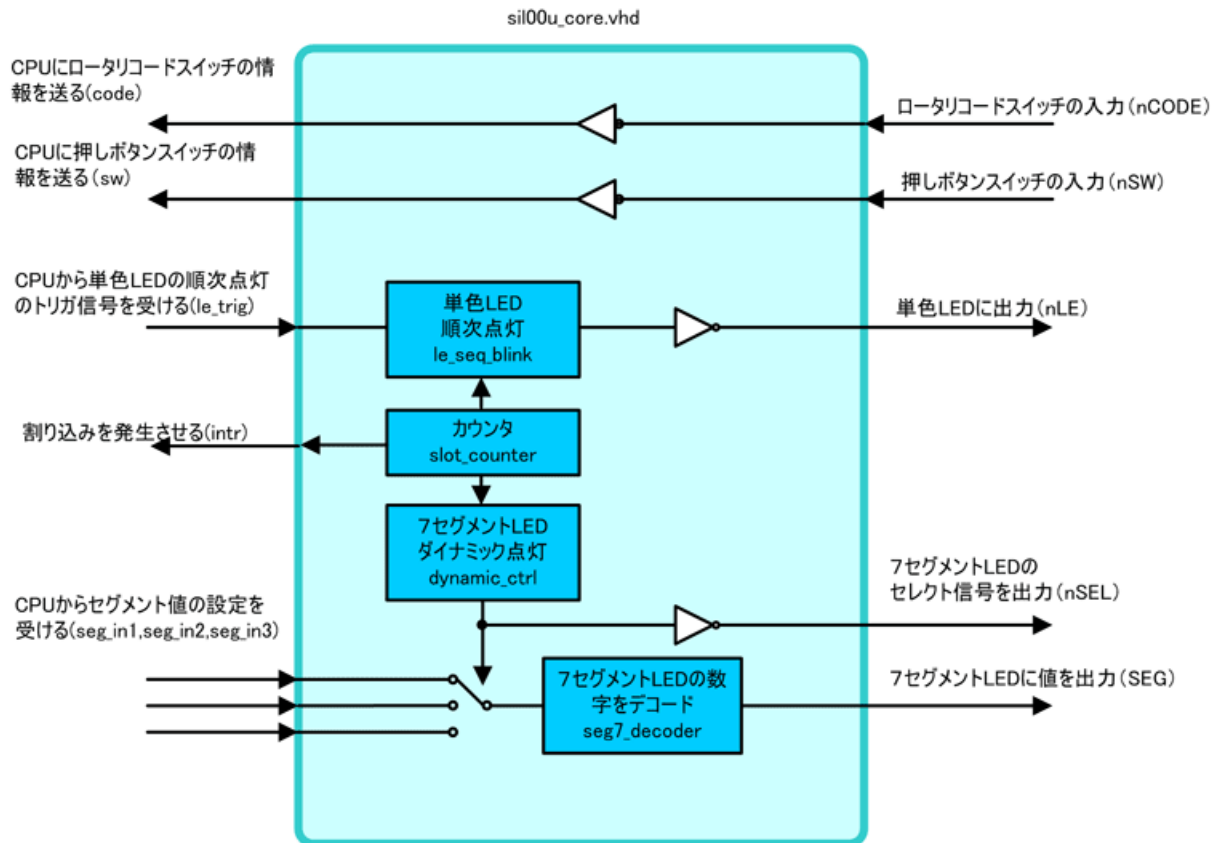 sil00u_core.vhd
CPUにロータリコードスイッチの情
報を送る(code)
ロータリコードスイッチの入力(nCODE)
CPUに押しボタンスイッチの情
報を送る(sw)
押しボタンスイッチの入力(nSW)
CPUから単色LEDの順次点灯
のトリガ信号を受ける(le_trig)
単色LED
順次点灯
le_seq_blink
単色LEDに出力(nLE)
割り込みを発生させる(intr)
カウンタ
slot_counter
7セグメントLED
ダイナミック点灯
dynamic_ctrl
7セグメントLEDの
セレクト信号を出力(nSEL)
CPUからセグメント値の設定を
受ける(seg_in1,seg_in2,seg_in3)
7セグメントLEDの数
字をデコード
seg7_decoder
7セグメントLEDに値を出力(SEG)